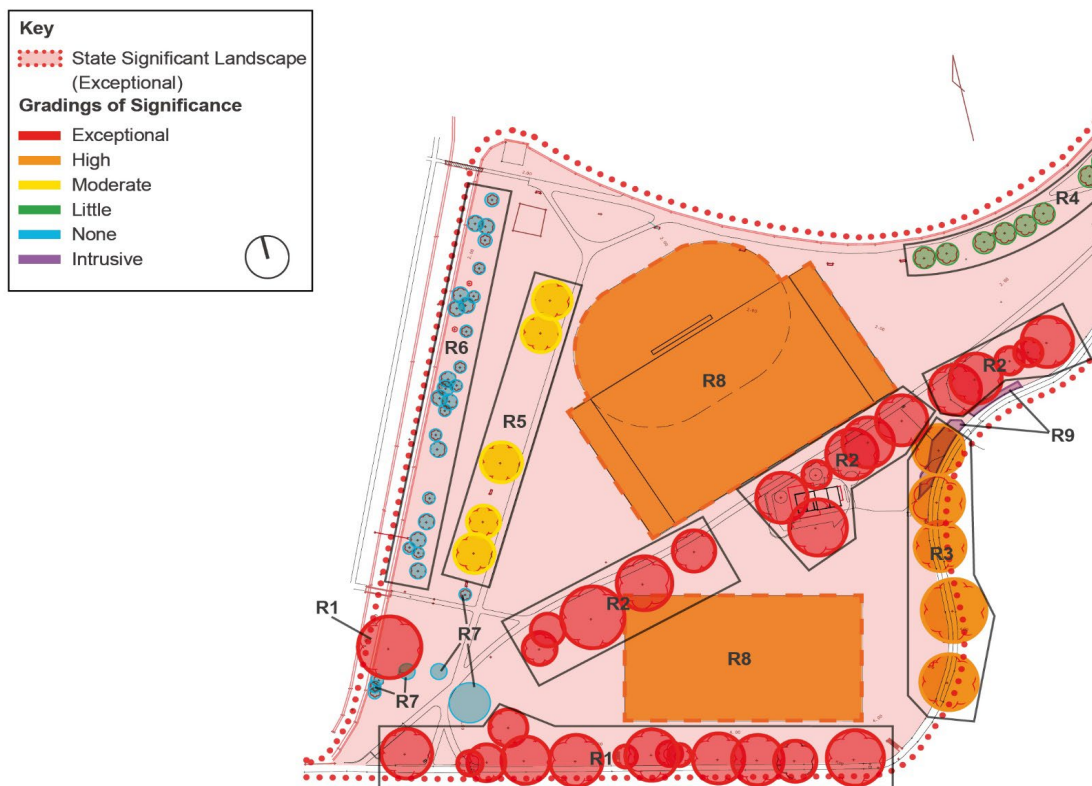 Key
State Significant Landscape
(Exceptional)
Gradings of Significance
Exceptional
High
Moderate
Little
None
Intrusive
R4
R6
R8
R2
R5
R9
R2
R3
R1
R2
R7
R8
R7
R1